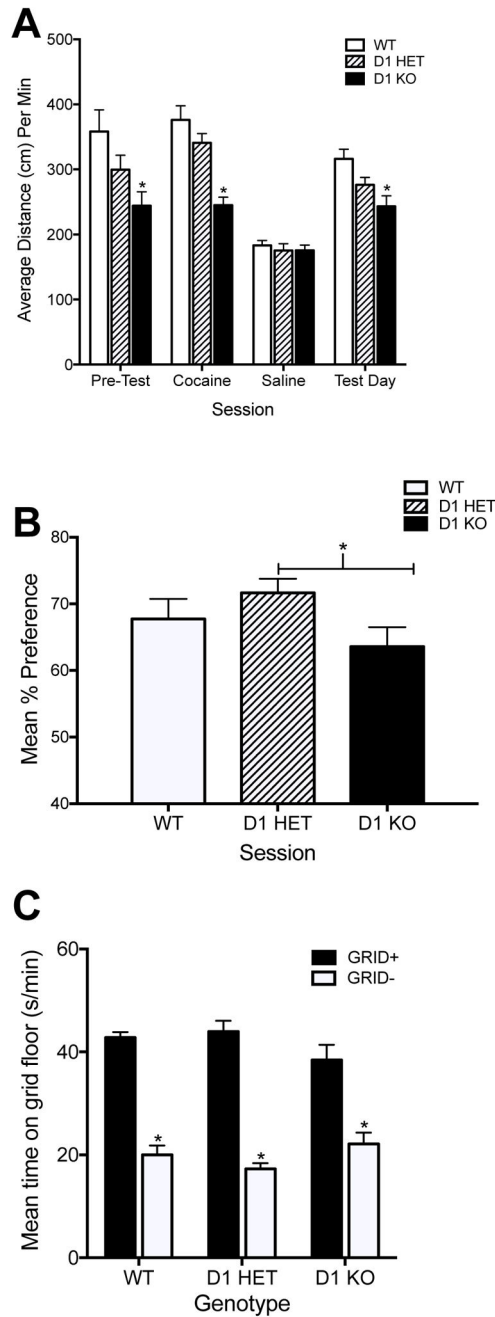 A
WT
D1 HET
D1 KO
Average Distance (cm) Per Min
500
400
300
200
100
0
* * *
Pre-Test Cocaine Saline Test Day
Session
B
WT
D1 HET
D1 KO
Mean % Preference
80
70
60
50
40
*
WT D1 HET D1 KO
Session
C
GRID+
GRID-
Mean time on grid floor (s/min)
60
40
20
0
* * *
WT D1 HET D1 KO
Genotype